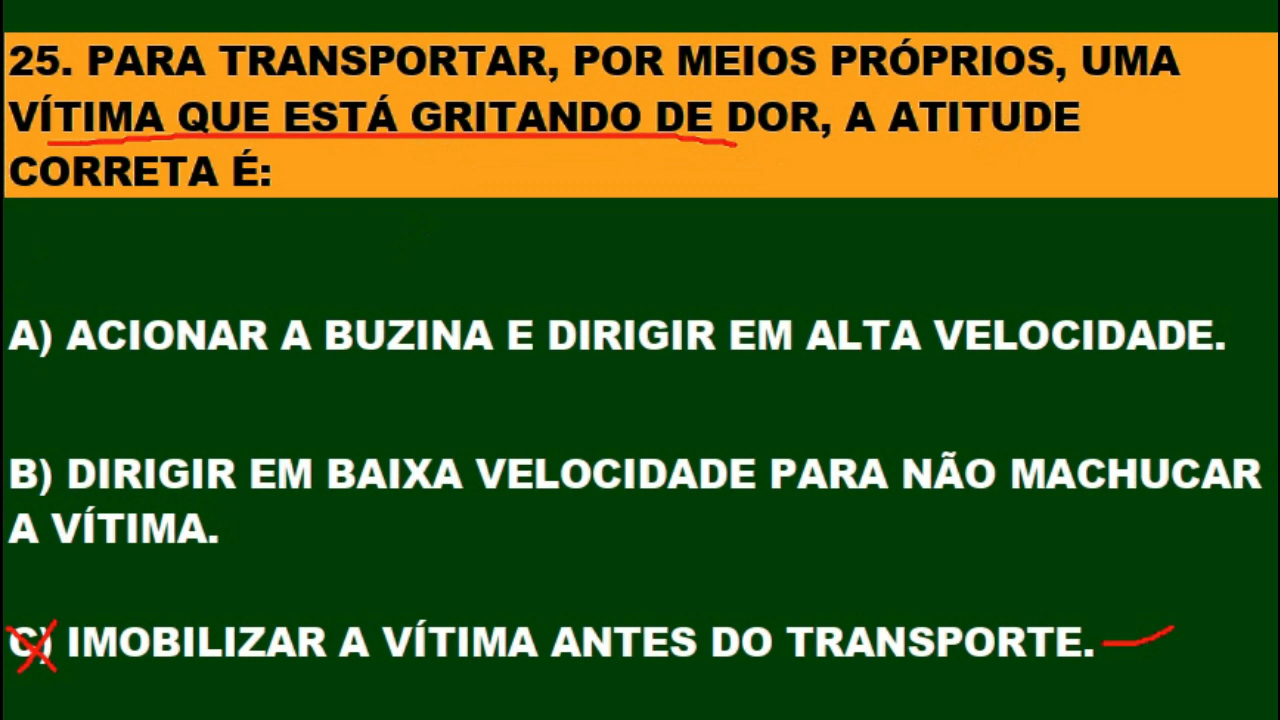 25. PARA TRANSPORTAR, POR MEIOS PRÓPRIOS, UMA
VÍTIMA QUE ESTÁ GRITANDO DE DOR, A ATITUDE
CORRETA É:
A) ACIONAR A BUZINA E DIRIGIR EM ALTA VELOCIDADE.
B) DIRIGIR EM BAIXA VELOCIDADE PARA NÃO MACHUCAR
A VÍTIMA.
C) IMOBILIZAR A VÍTIMA ANTES DO TRANSPORTE.